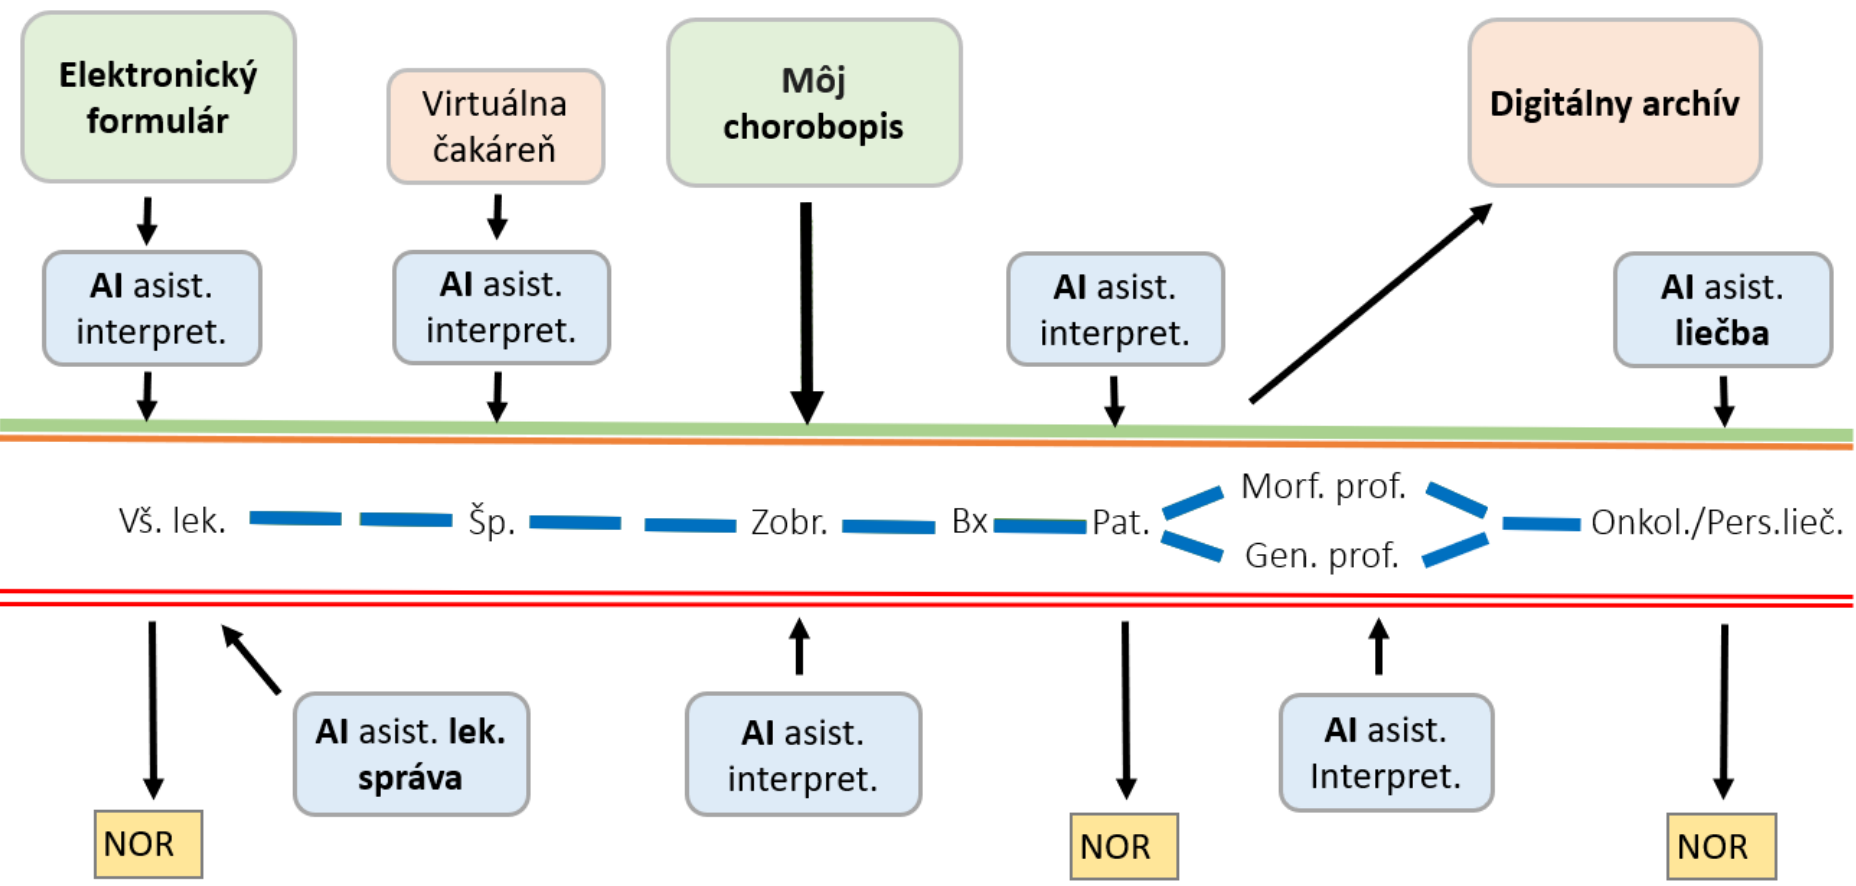 Elektronický
formulár
Virtuálna
čakáreň
Môj
chorobopis
Digitálny archív
AI asist.
interpret.
AI asist.
interpret.
AI asist.
interpret.
AI asist.
liečba
Vš. lek.
Šp.
Zobr.
Bx
Pat.
Morf. prof.
Gen. prof.
Onkol./Pers.lieč.
AI asist. lek.
správa
AI asist.
interpret.
AI asist.
Interpret.
NOR
NOR
NOR